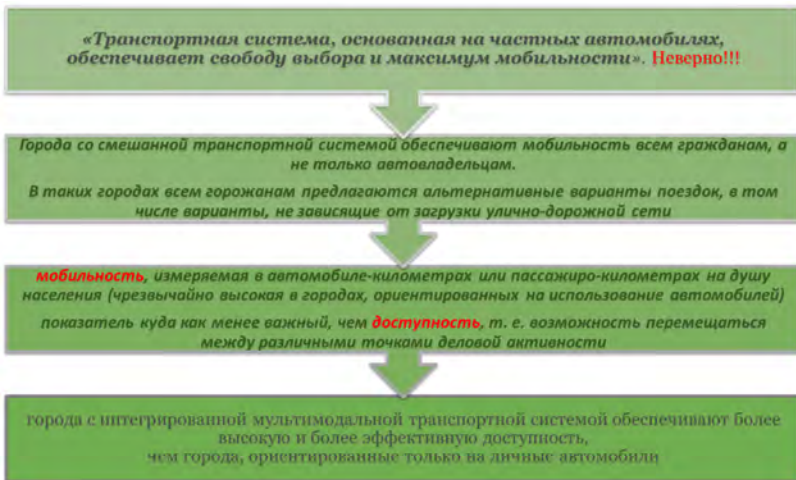 «Транспортная система, основанная на частных автомобилях,
обеспечивает свободу выбора и максимум мобильности». Неверно!!!
Города со смешанной транспортной системой обеспечивают мобильность всем гражданам, а
не только автовладельцам.
В таких городах всем горожанам предлагаются альтернативные варианты поездок, в том
числе варианты, не зависящие от загрузки улично-дорожной сети
мобильность, измеряемая в автомобиле-километрах или пассажиро-километрах на душу
населения (чрезвычайно высокая в городах, ориентированных на использование автомобилей)
показатель куда как менее важный, чем доступность, т. е. возможность перемещаться
между различными точками деловой активности
города с интегрированной мультимодальной транспортной системой обеспечивают более
высокую и более эффективную доступность,
чем города, ориентированные только на личные автомобили